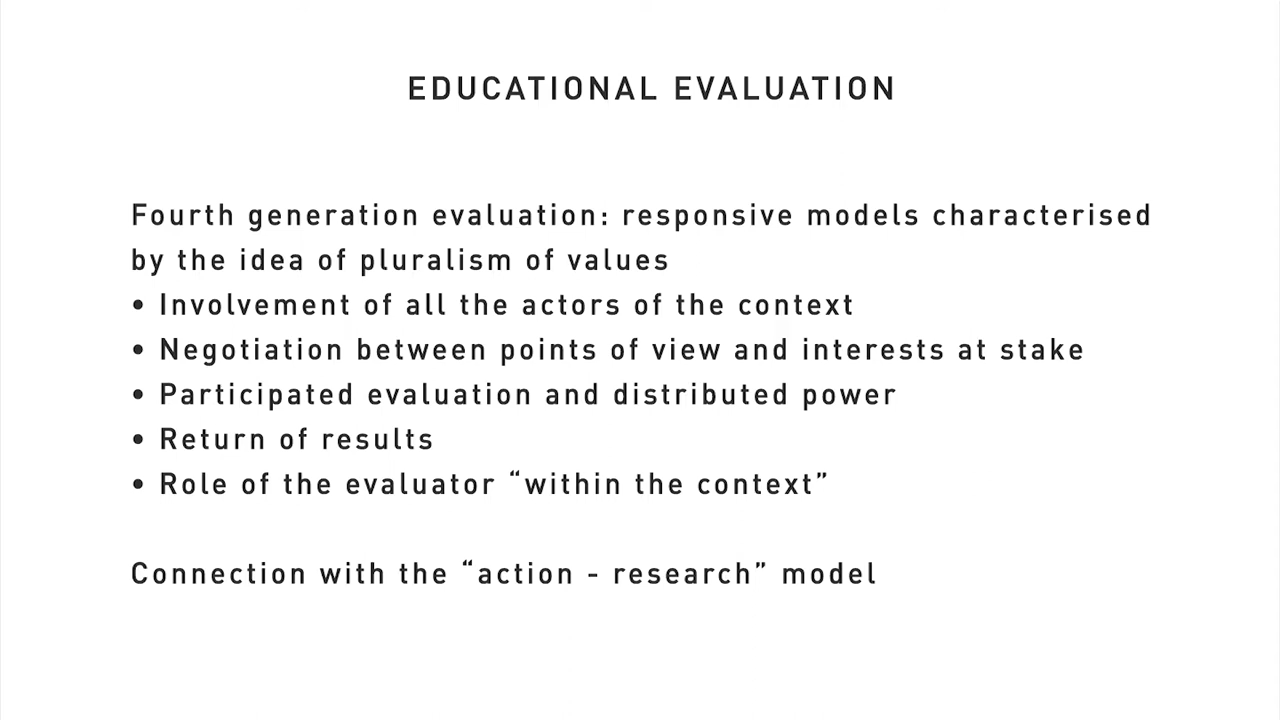 EDUCATIONAL EVALUATION
Fourth generation evaluation: responsive models characterised
by the idea of pluralism of values
• Involvement of all the actors of the context
• Negotiation between points of view and interests at stake
• Participated evaluation and distributed power
• Return of results
• Role of the evaluator “within the context”
Connection with the “action - research” model